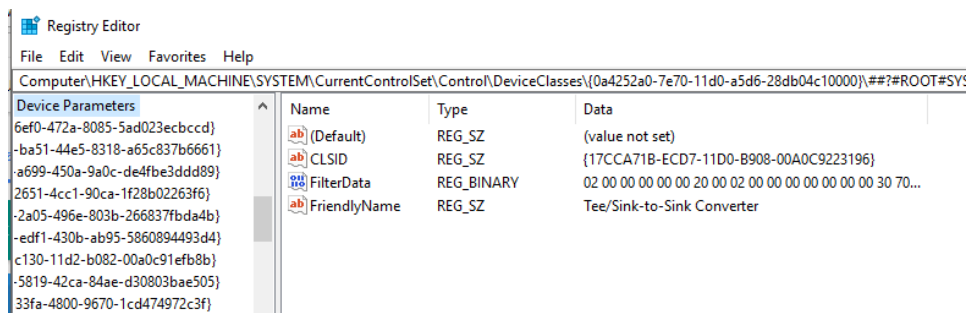 Registry Editor
File Edit View Favorites Help
Computer\HKEY_LOCAL_MACHINE\SYSTEM\CurrentControlSet\Control\DeviceClasses\{0a4252a0-7e70-11d0-a5d6-28db04c10000}\##?#ROOT#SYS
Device Parameters
6ef0-472a-8085-5ad023ecbccd}
-ba51-44e5-8318-a65c837b6661}
-a699-450a-9a0c-de4fbe3ddd89}
2651-4cc1-90ca-1f28b02263f6}
-2a05-496e-803b-266837fbda4b}
-edf1-430b-ab95-5860894493d4}
c130-11d2-b082-00a0c91efb8b}
-5819-42ca-84ae-d30803bae505}
33fa-4800-9670-1cd474972c3f}
Name Type Data
(Default) REG_SZ (value not set)
CLSID REG_SZ {17CCA71B-ECD7-11D0-B908-00A0C9223196}
FilterData REG_BINARY 02 00 00 00 00 00 20 00 02 00 00 00 00 00 00 00 30 70...
FriendlyName REG_SZ Tee/Sink-to-Sink Converter